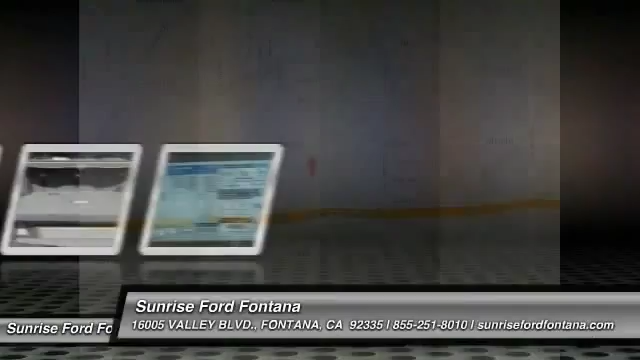 Sunrise Ford Fontana
16005 VALLEY BLVD., FONTANA, CA 92335 | 855-251-8010 | sunrisefordfontana.com
Sunrise Ford Fo